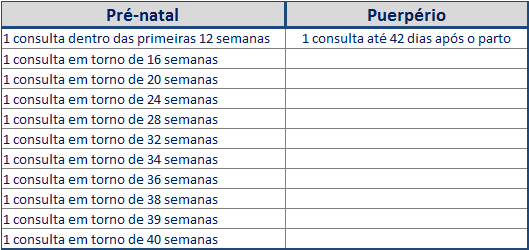 Pré-natal Puerpério
1 consulta dentro das primeiras 12 semanas 1 consulta até 42 dias após o parto
1 consulta em torno de 16 semanas
1 consulta em torno de 20 semanas
1 consulta em torno de 24 semanas
1 consulta em torno de 28 semanas
1 consulta em torno de 32 semanas
1 consulta em torno de 34 semanas
1 consulta em torno de 36 semanas
1 consulta em torno de 38 semanas
1 consulta em torno de 39 semanas
1 consulta em torno de 40 semanas